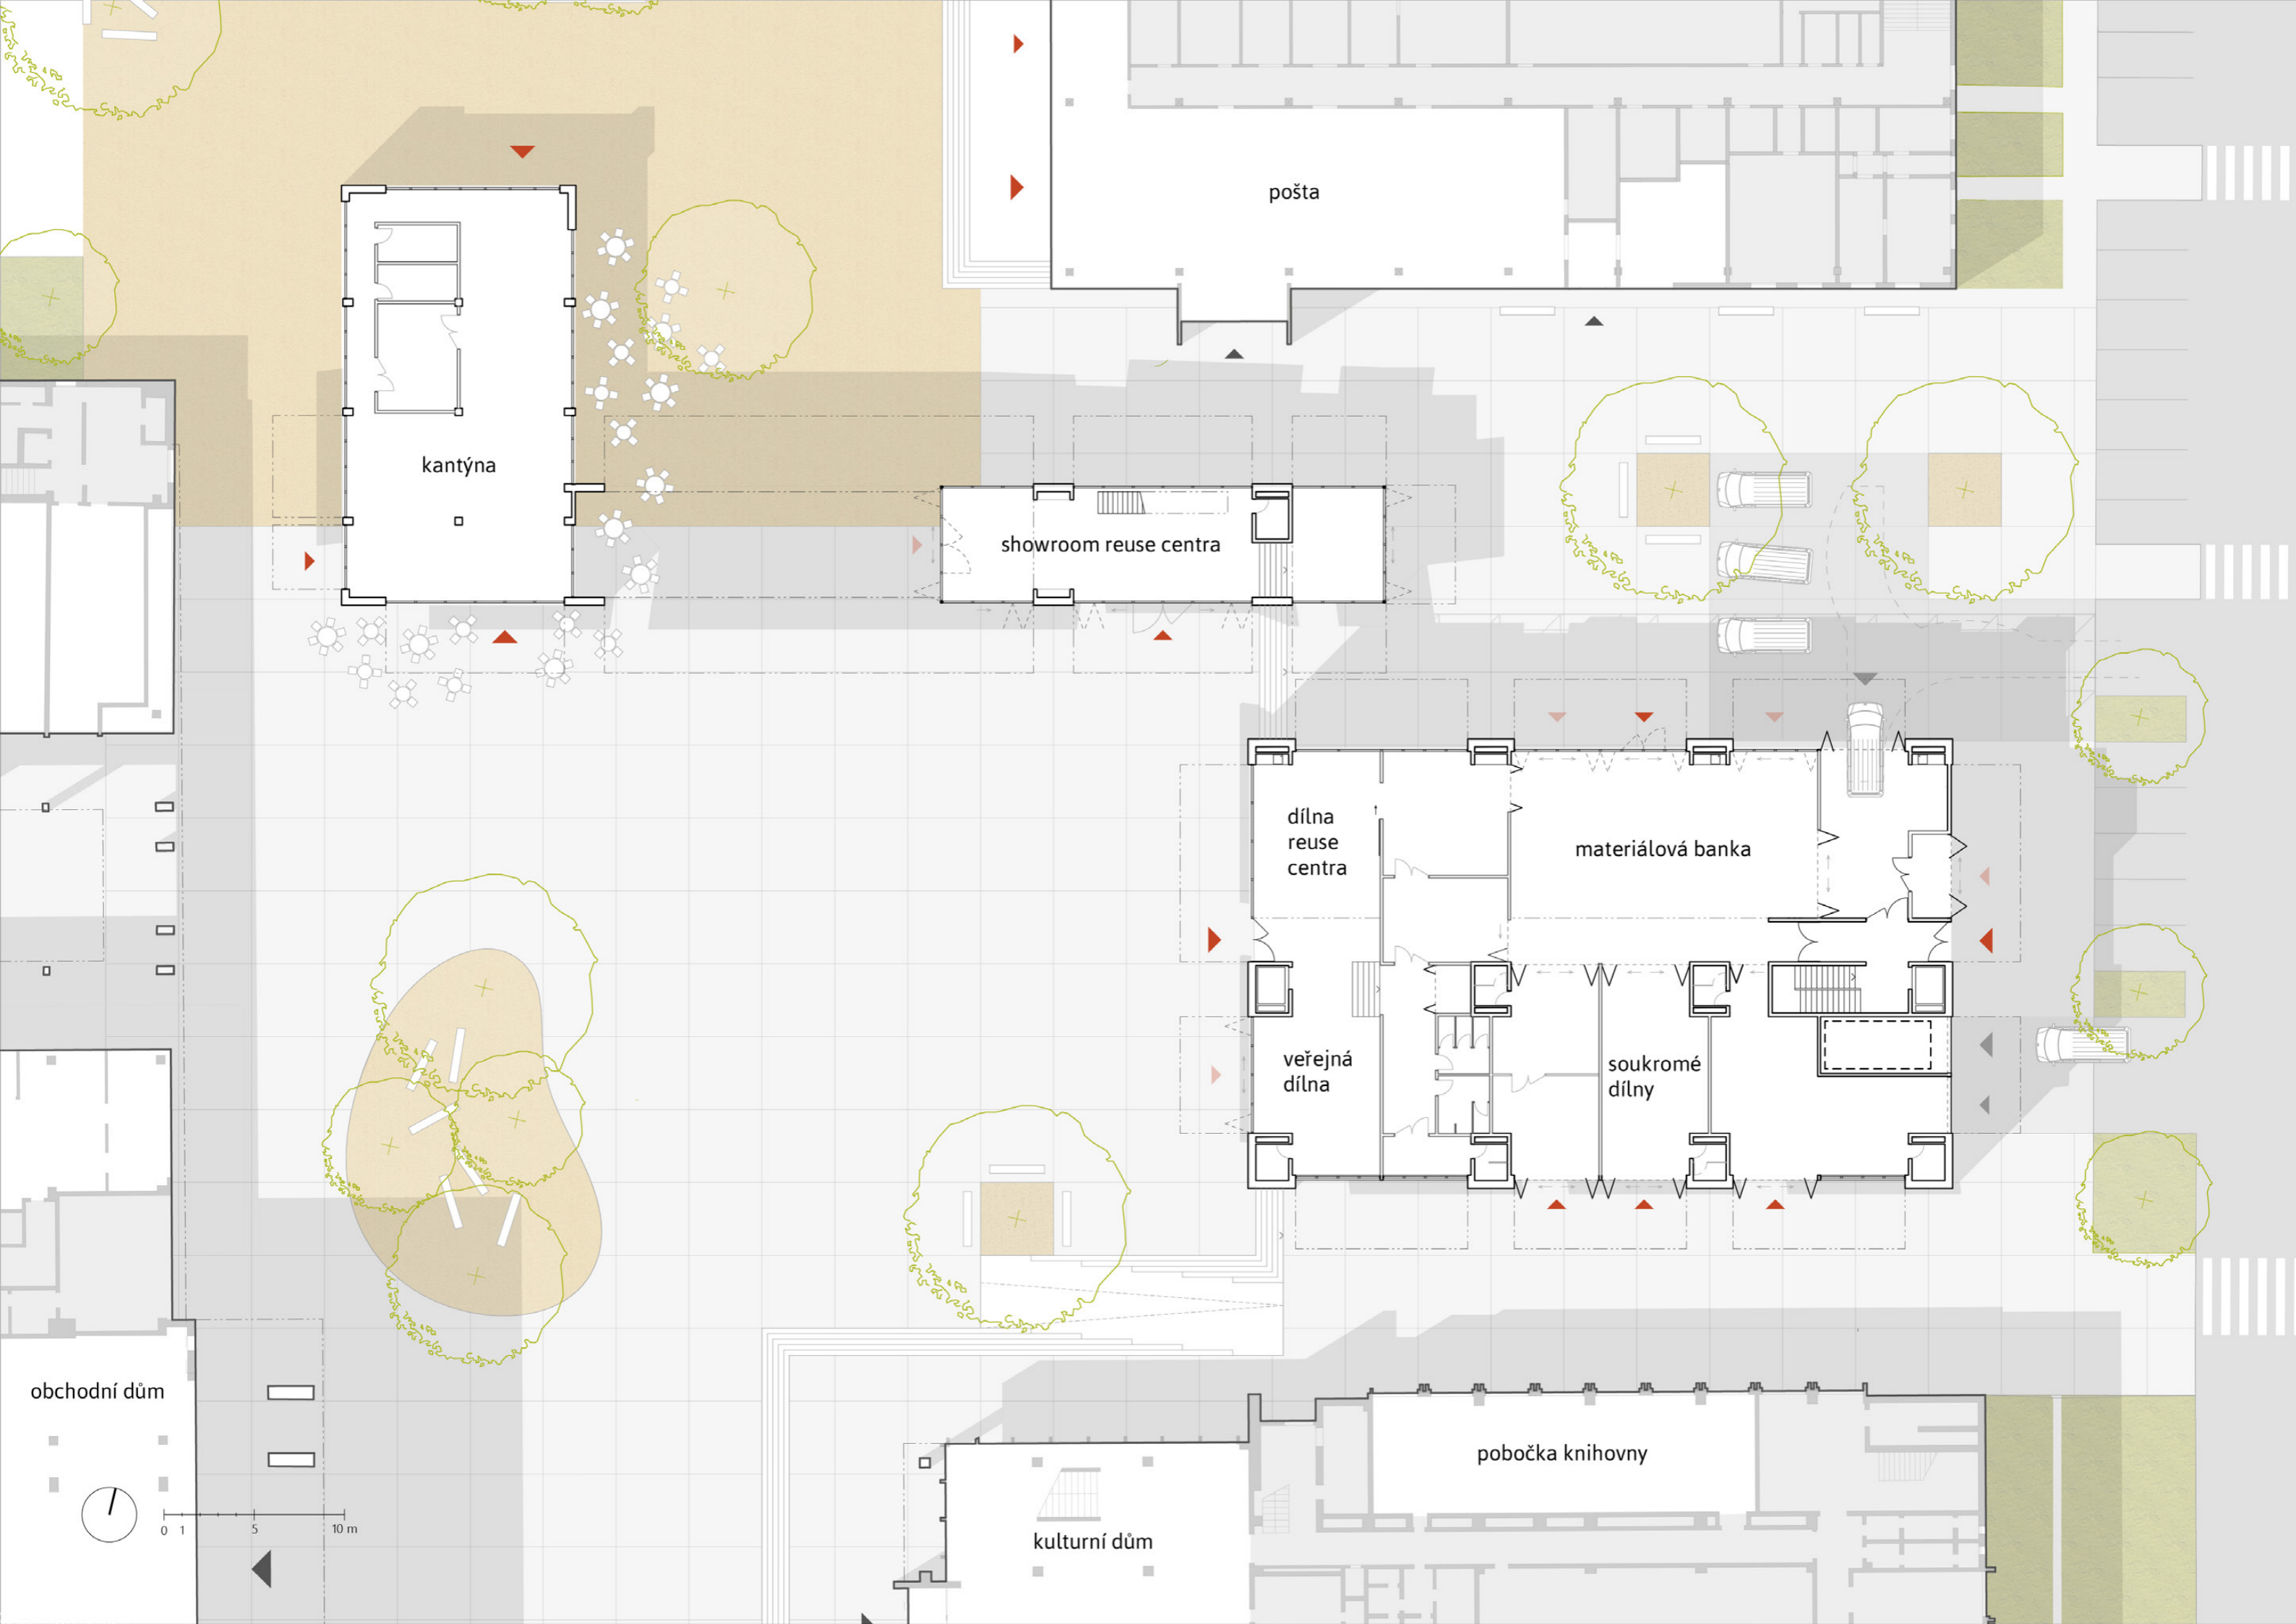 pošta
kantýna
showroom reuse centra
dílna
reuse
centra
materiálová banka
veřejná
dílna
soukromé
dílny
obchodní dům
pobočka knihovny
kulturní dům
0 1 5 10 m